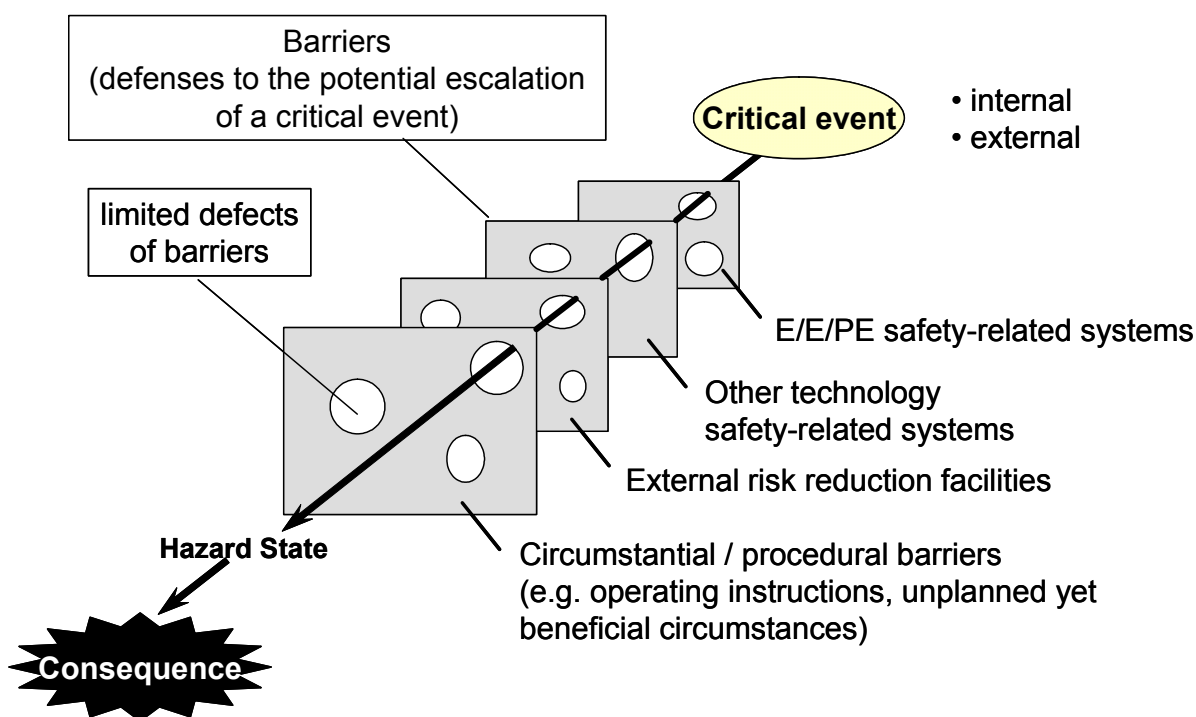 Barriers
(defenses to the potential escalation
of a critical event)
Critical event
• internal
• external
limited defects
of barriers
E/E/PE safety-related systems
Other technology
safety-related systems
External risk reduction facilities
Hazard State
Circumstantial / procedural barriers
(e.g. operating instructions, unplanned yet
beneficial circumstances)
Consequence